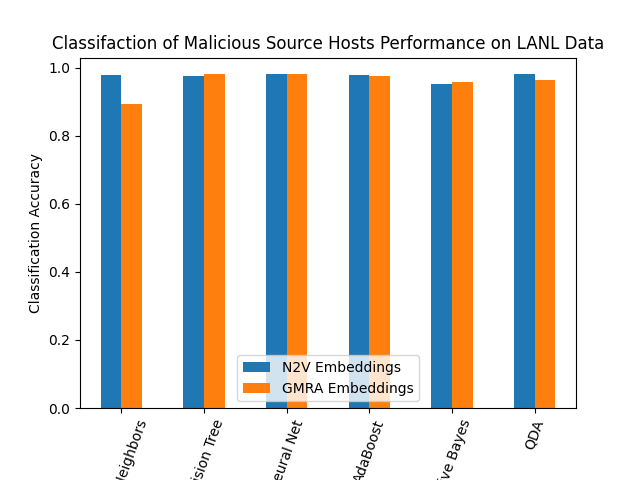 Classifaction of Malicious Source Hosts Performance on LANL Data
1.0
0.8
0.6
0.4
0.2
0.0
Classification Accuracy
N2V Embeddings
GMRA Embeddings
Neighbors
ision Tree
eural Net
AdaBoost
ive Bayes
QDA